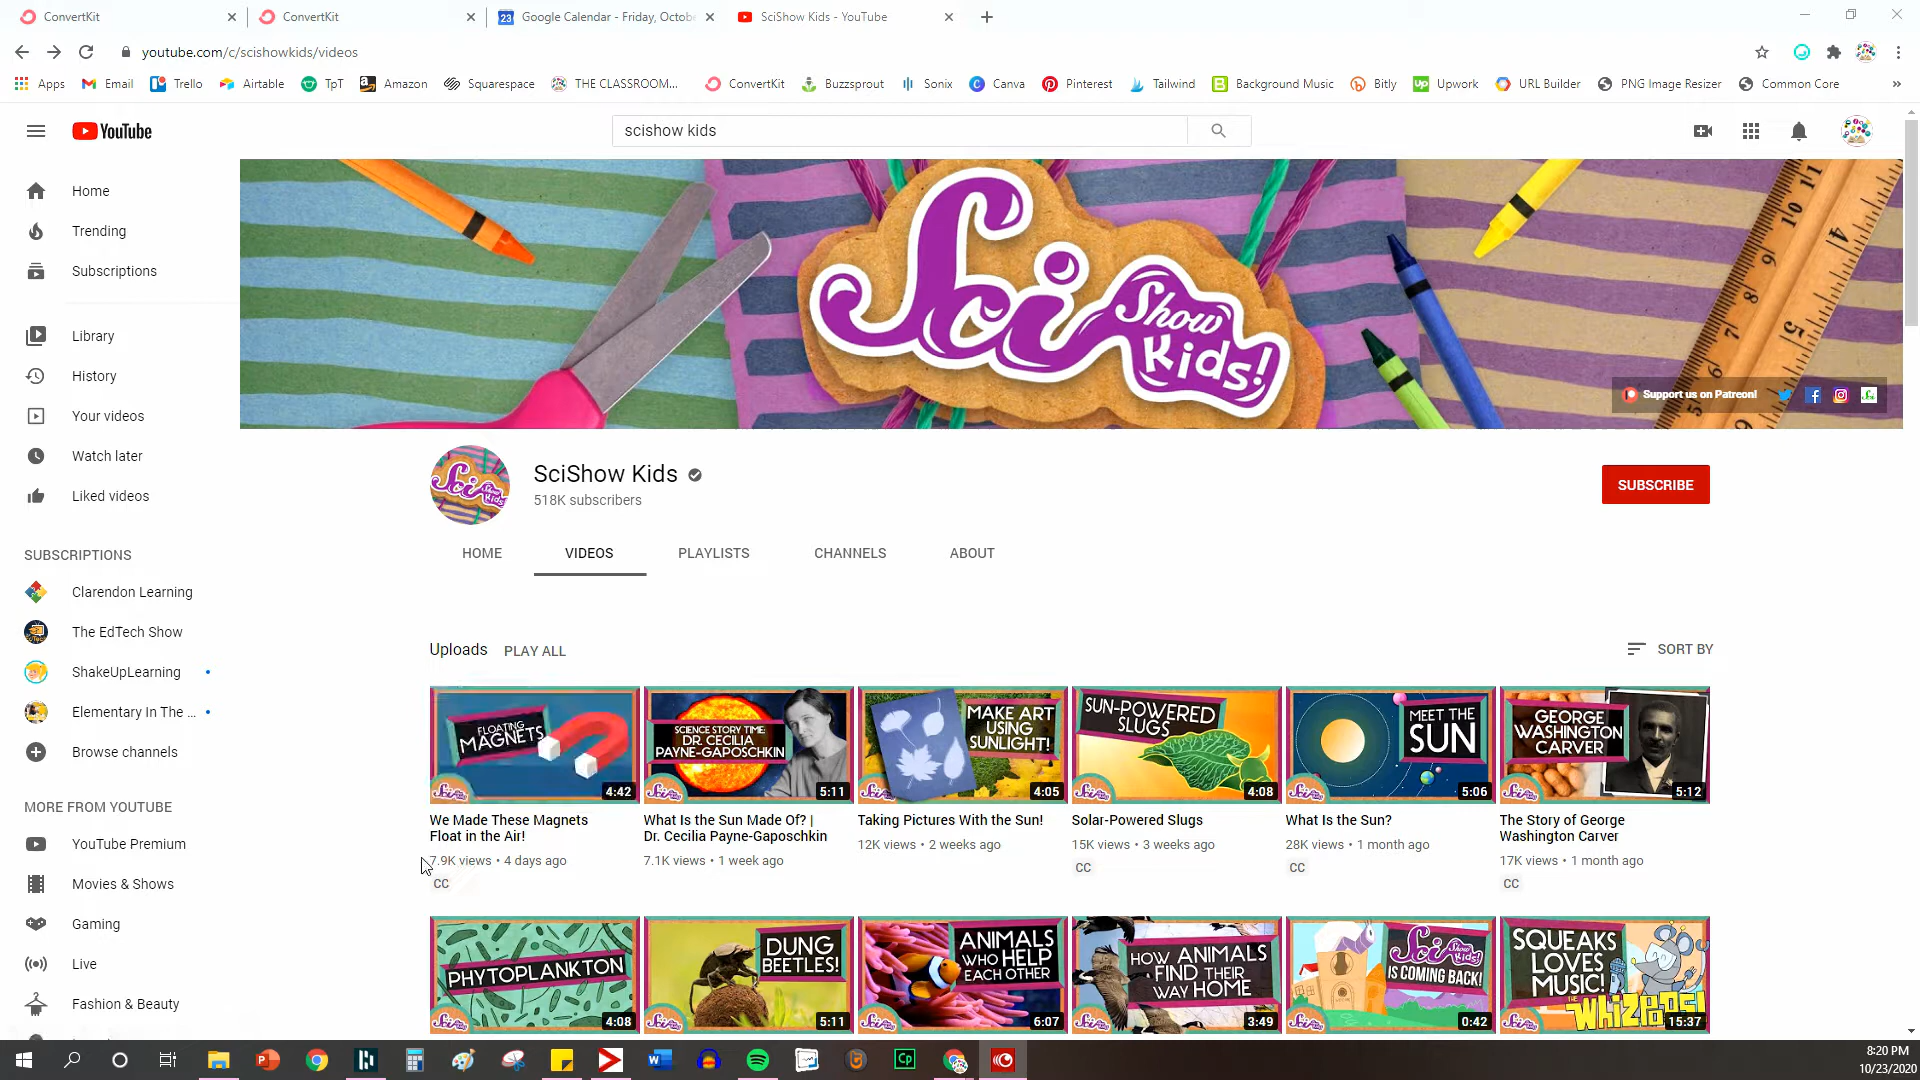 ConvertKit
ConvertKit
23 Google Calendar - Friday, Octobe
SciShow Kids - YouTube
youtube.com/c/scishowkids/videos
Apps Email Trello Airtable TpT Amazon Squarespace THE CLASSROOM... ConvertKit Buzzsprout Sonix Canva Pinterest Tailwind Background Music Bitly Upwork URL Builder PNG Image Resizer Common Core »
YouTube
scishow kids
Home
Trending
Subscriptions
Library
History
Your videos
Watch later
Liked videos
SUBSCRIPTIONS
Clarendon Learning
The EdTech Show
ShakeUpLearning
Elementary In The ...
Browse channels
MORE FROM YOUTUBE
YouTube Premium
Movies & Shows
Gaming
Live
Fashion & Beauty
Sci Show Kids!
Support us on Patreon!
SciShow Kids
518K subscribers
SUBSCRIBE
HOME VIDEOS PLAYLISTS CHANNELS ABOUT
Uploads PLAY ALL
SORT BY
FLOATING
MAGNETS
4:42
We Made These Magnets
Float in the Air!
7.9K views • 4 days ago
CC
SCIENCE STORY TIME:
DR. CECILIA
PAYNE-GAPOSCHKIN
5:11
What Is the Sun Made Of? |
Dr. Cecilia Payne-Gaposchkin
7.1K views • 1 week ago
MAKE ART
USING
SUNLIGHT!
4:05
Taking Pictures With the Sun!
12K views • 2 weeks ago
SUN-POWERED
SLUGS
4:08
Solar-Powered Slugs
15K views • 3 weeks ago
CC
MEET THE
SUN
5:06
What Is the Sun?
28K views • 1 month ago
CC
GEORGE
WASHINGTON
CARVER
5:12
The Story of George
Washington Carver
17K views • 1 month ago
CC
PHYTOPLANKTON
4:08
DUNG
BEETLES!
5:11
ANIMALS
WHO HELP
EACH OTHER
6:07
HOW ANIMALS
FIND THEIR
WAY HOME
3:49
Sci Show Kids!
IS COMING BACK!
0:42
SQUEAKS
LOVES
MUSIC!
THE
WHIZPOPS!
15:37
8:20 PM
10/23/2020